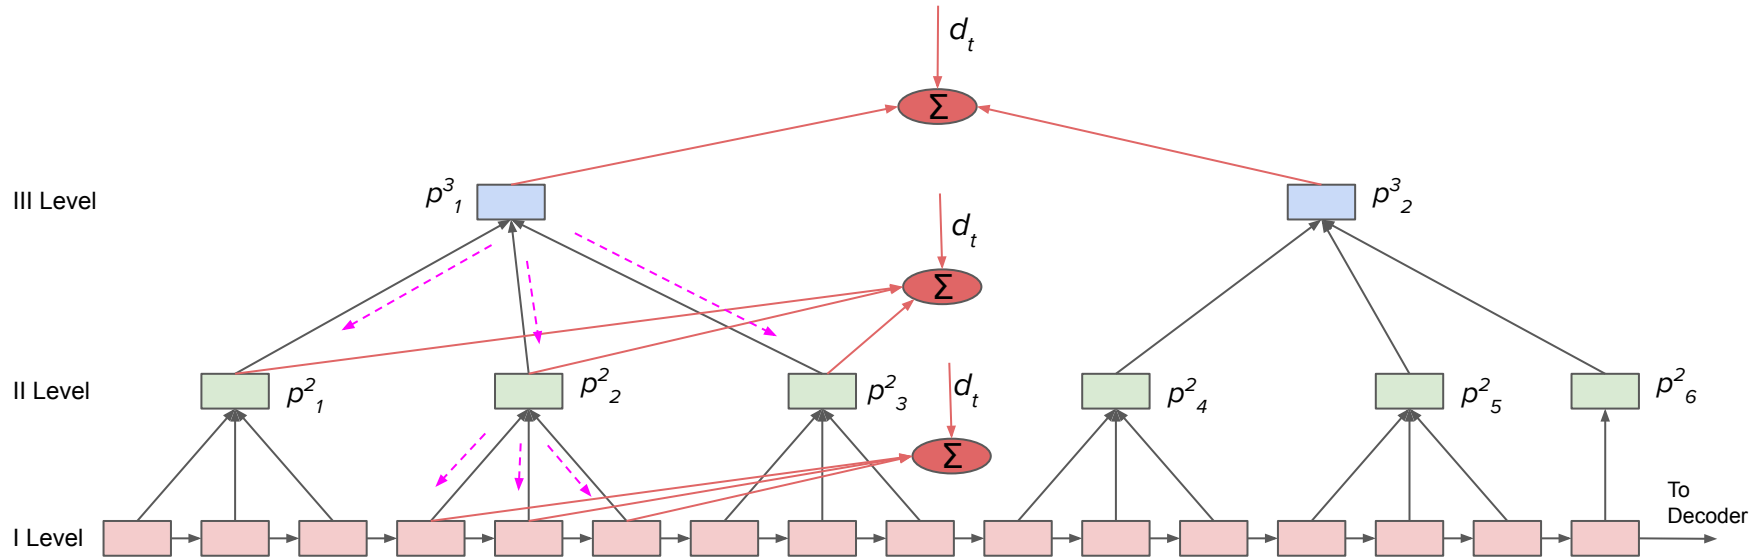 d_t
Σ
III Level
p^3_1
p^3_2
d_t
Σ
II Level
p^2_1
p^2_2
p^2_3
d_t
p^2_4
p^2_5
p^2_6
Σ
I Level
To
Decoder